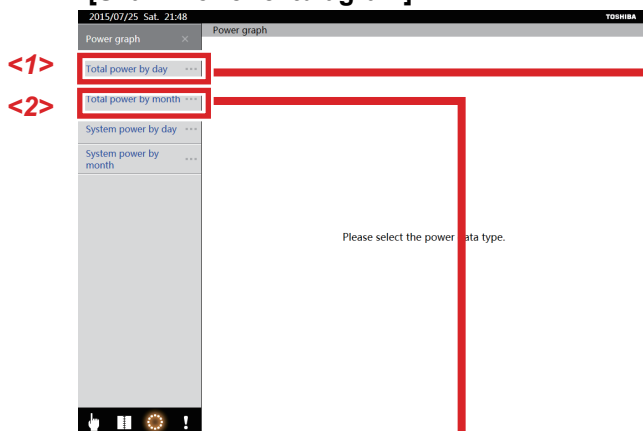 2015/07/25 Sat. 21:48
TOSHIBA
Power graph ×
Power graph
<1>
Total power by day ...
<2>
Total power by month ...
System power by day ...
System power by ...
month
Please select the power data type.
!